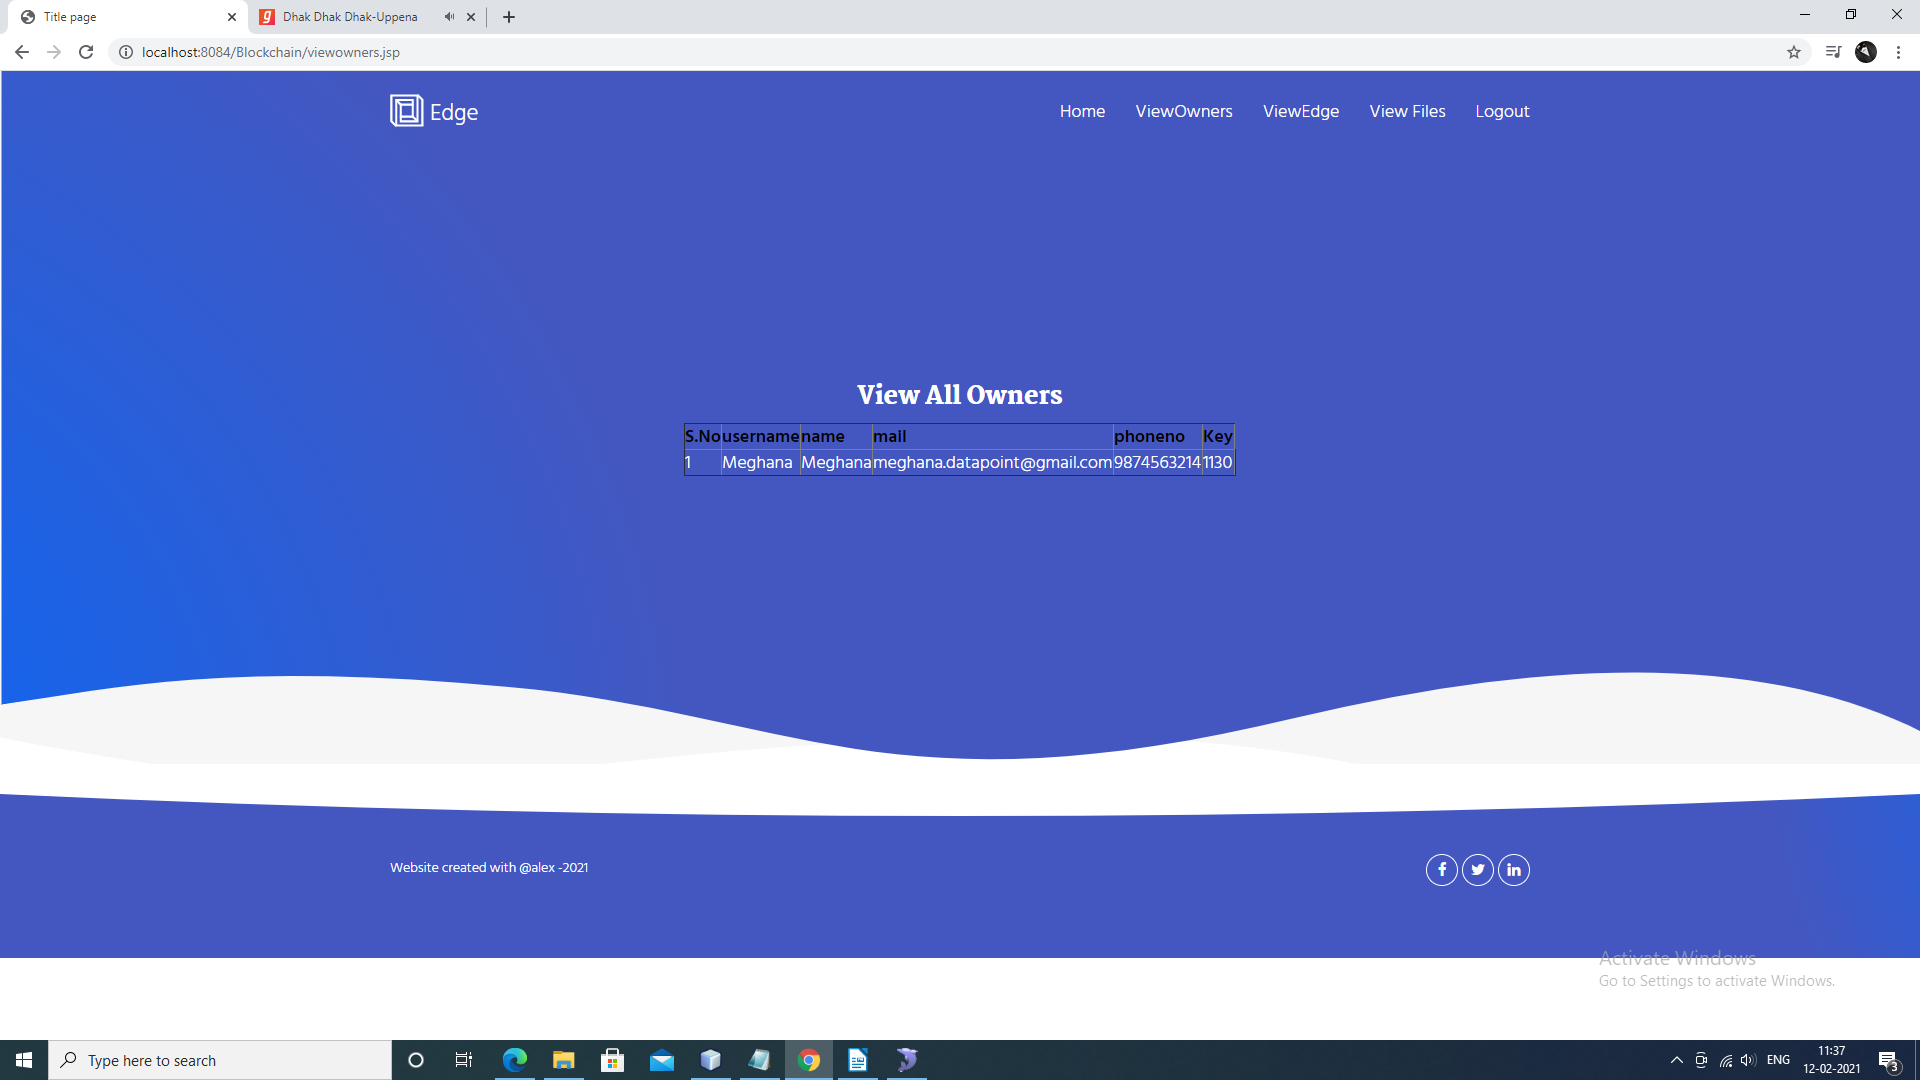 Title page
Dhak Dhak Dhak-Uppena
localhost:8084/Blockchain/viewowners.jsp
Edge
Home ViewOwners ViewEdge View Files Logout
View All Owners
S.No username name mail phoneno Key
1 Meghana Meghana meghana.datapoint@gmail.com 9874563214 1130
Website created with @alex -2021
Activate Windows
Go to Settings to activate Windows.
Type here to search
ENG
11:37
12-02-2021
3